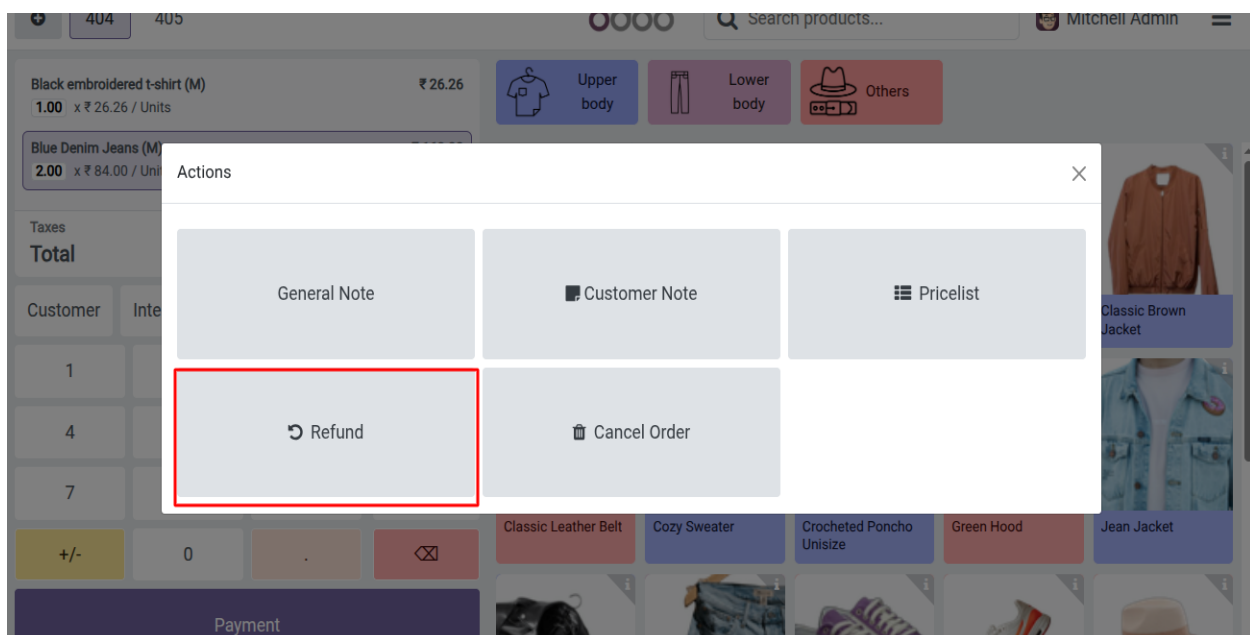 404
405
Search products...
Mitchell Admin
Black embroidered t-shirt (M)
₹ 26.26
1.00 x ₹ 26.26 / Units
Blue Denim Jeans (M)
2.00 x ₹ 84.00 / Uni
Taxes
Total
Upper
body
Lower
body
Others
Actions
General Note
Customer Note
Pricelist
Refund
Cancel Order
Customer
Inte
1
4
7
+/-
0
.
Payment
Classic Brown
Jacket
Classic Leather Belt
Cozy Sweater
Crocheted Poncho
Unisize
Green Hood
Jean Jacket